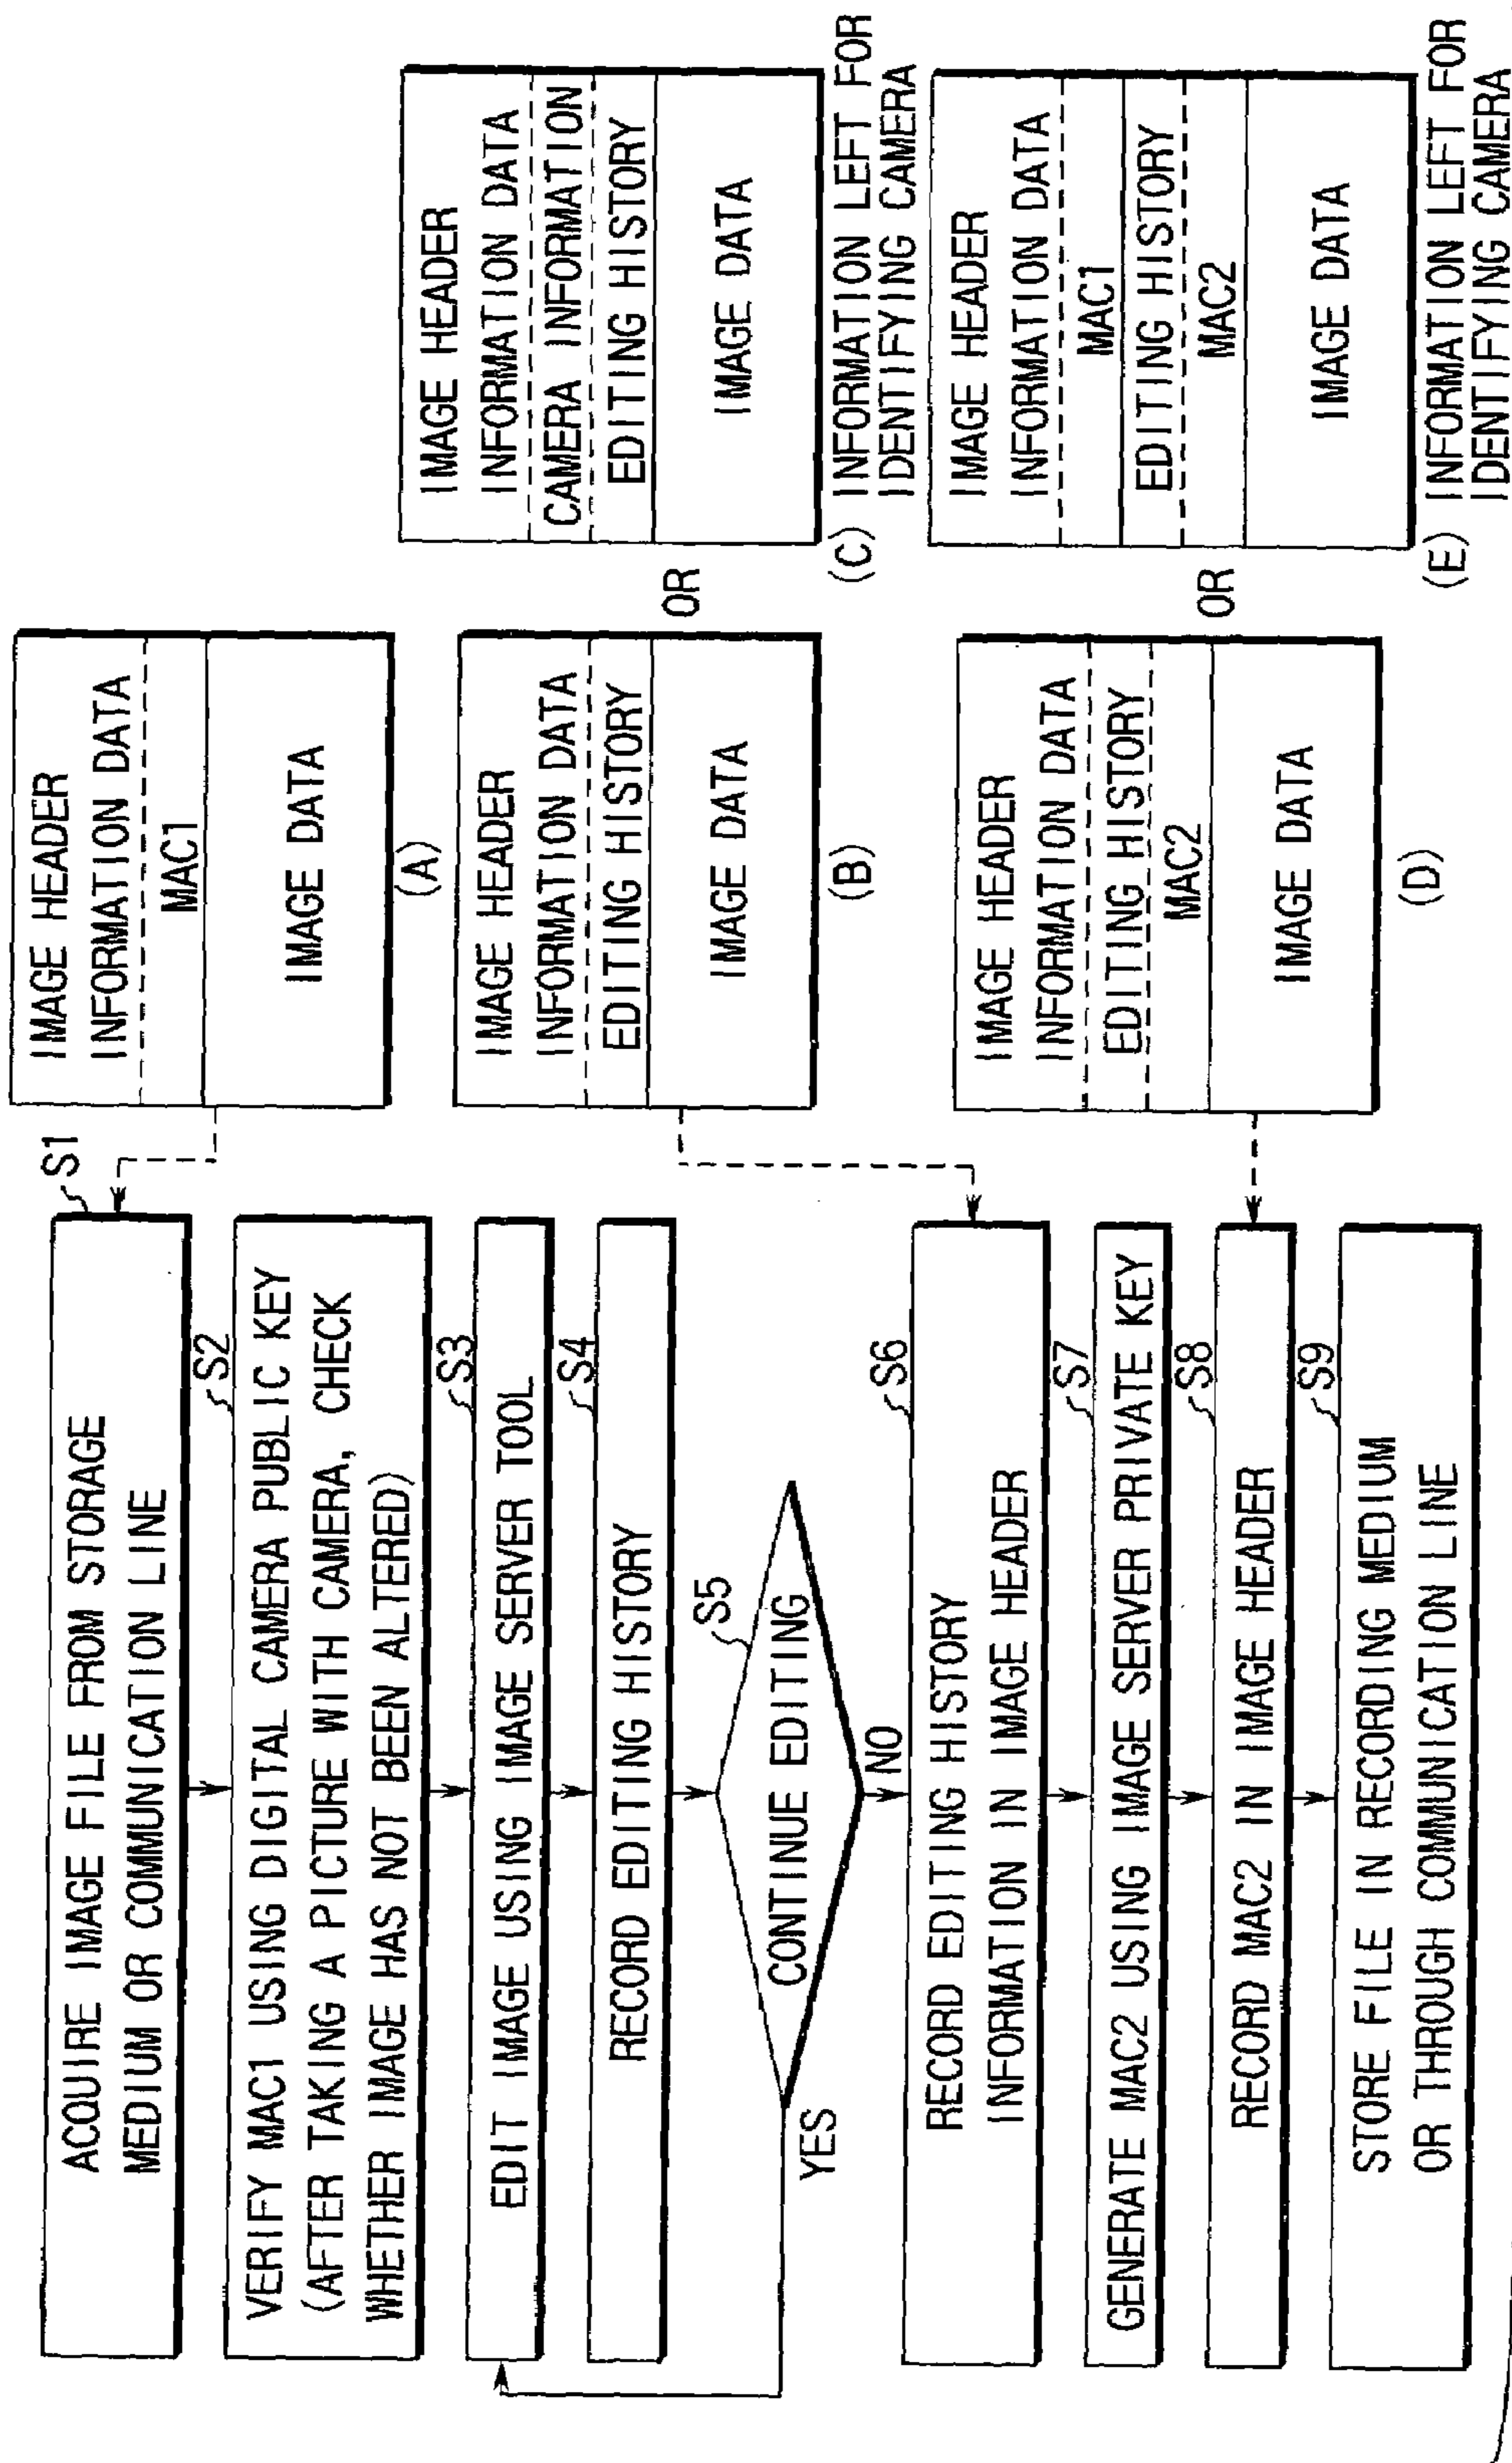 S1
ACQUIRE IMAGE FILE FROM STORAGE
MEDIUM OR COMMUNICATION LINE
S2
VERIFY MAC1 USING DIGITAL CAMERA PUBLIC KEY
(AFTER TAKING A PICTURE WITH CAMERA, CHECK
WHETHER IMAGE HAS NOT BEEN ALTERED)
S3
EDIT IMAGE USING IMAGE SERVER TOOL
S4
RECORD EDITING HISTORY
S5
CONTINUE EDITING
YES
NO
S6
RECORD EDITING HISTORY
INFORMATION IN IMAGE HEADER
S7
GENERATE MAC2 USING IMAGE SERVER PRIVATE KEY
S8
RECORD MAC2 IN IMAGE HEADER
S9
STORE FILE IN RECORDING MEDIUM
OR THROUGH COMMUNICATION LINE
IMAGE HEADER
INFORMATION DATA
MAC1
IMAGE DATA
(A)
IMAGE HEADER
INFORMATION DATA
EDITING HISTORY
IMAGE DATA
(B)
OR
IMAGE HEADER
INFORMATION DATA
CAMERA INFORMATION
EDITING HISTORY
IMAGE DATA
(C) INFORMATION LEFT FOR
IDENTIFYING CAMERA
IMAGE HEADER
INFORMATION DATA
EDITING HISTORY
MAC2
IMAGE DATA
(D)
OR
IMAGE HEADER
INFORMATION DATA
MAC1
EDITING HISTORY
MAC2
IMAGE DATA
(E) INFORMATION LEFT FOR
IDENTIFYING CAMERA